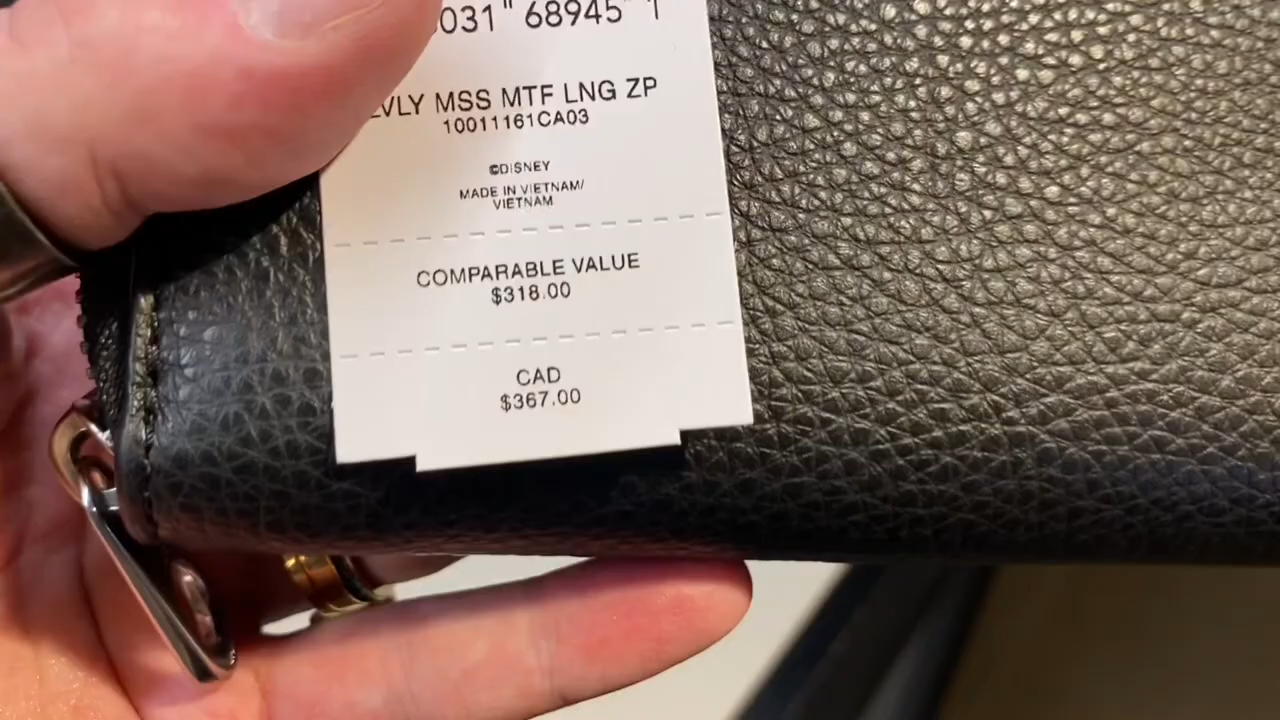 031 68945
VLY MSS MTF LNG ZP
10011161CA03
©DISNEY
MADE IN VIETNAM/
VIETNAM
COMPARABLE VALUE
$318.00
CAD
$367.00